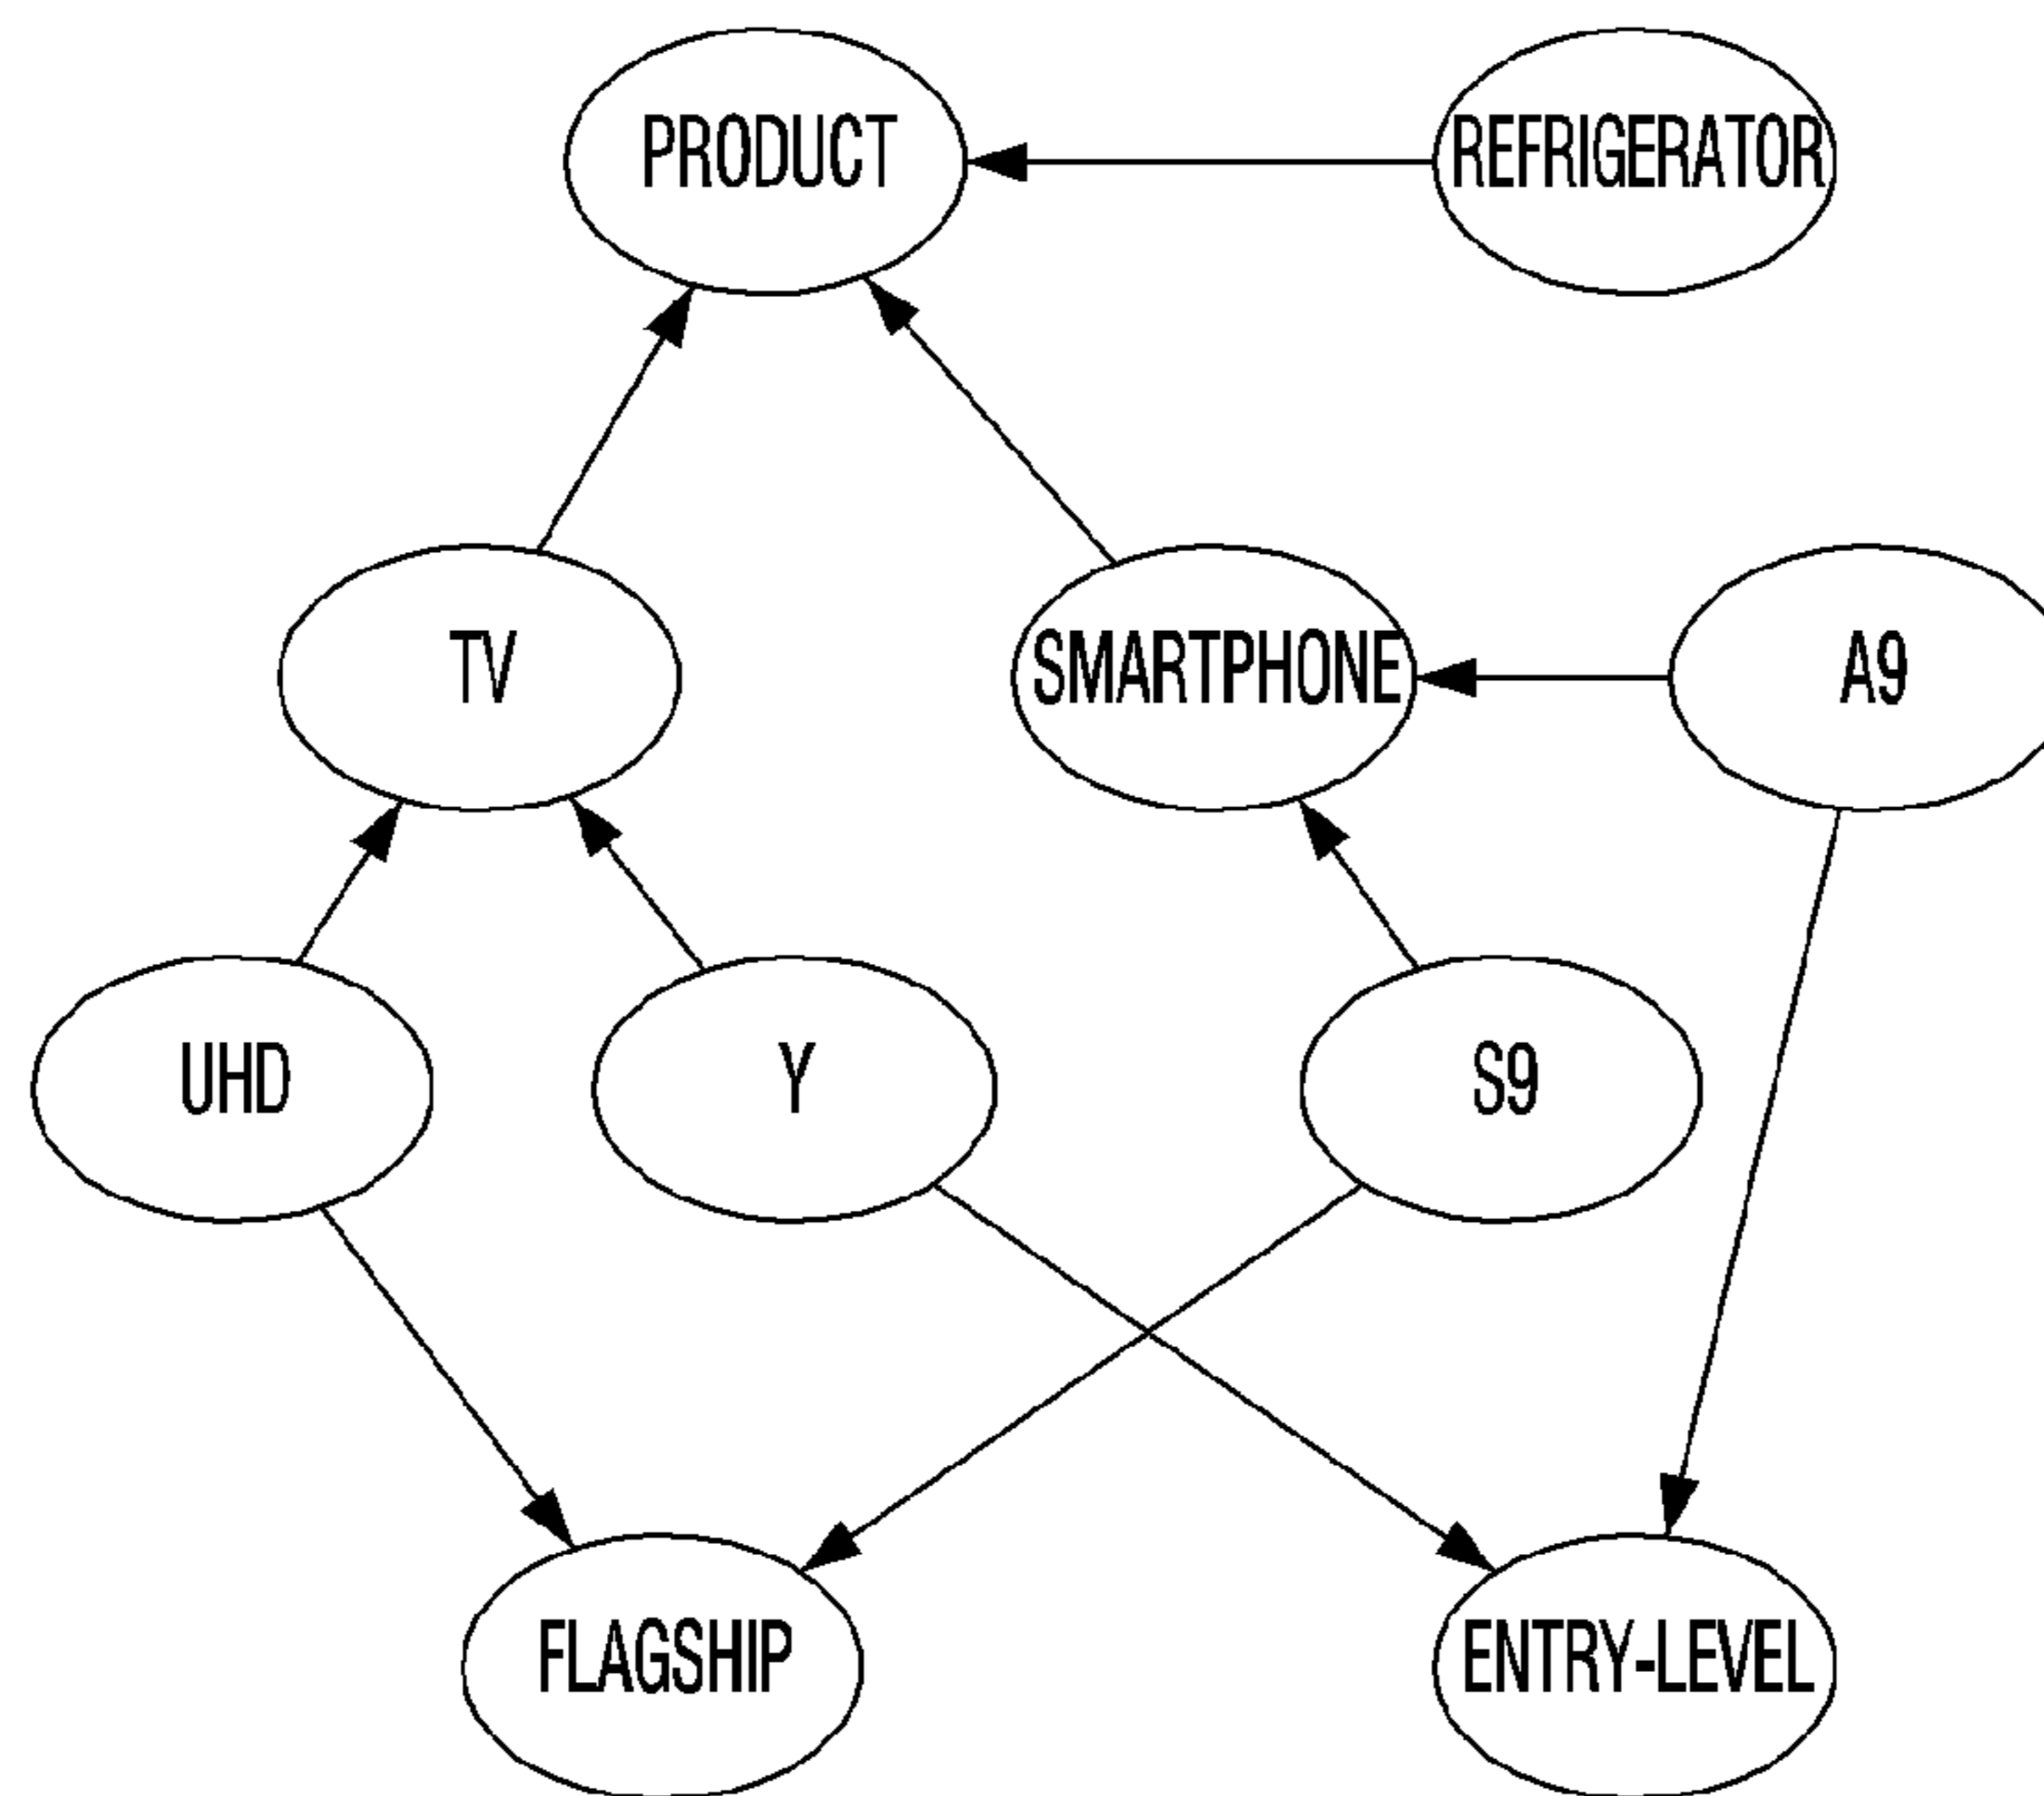 PRODUCT
REFRIGERATOR
TV
SMARTPHONE
A9
UHD
Y
S9
FLAGSHIP
ENTRY-LEVEL